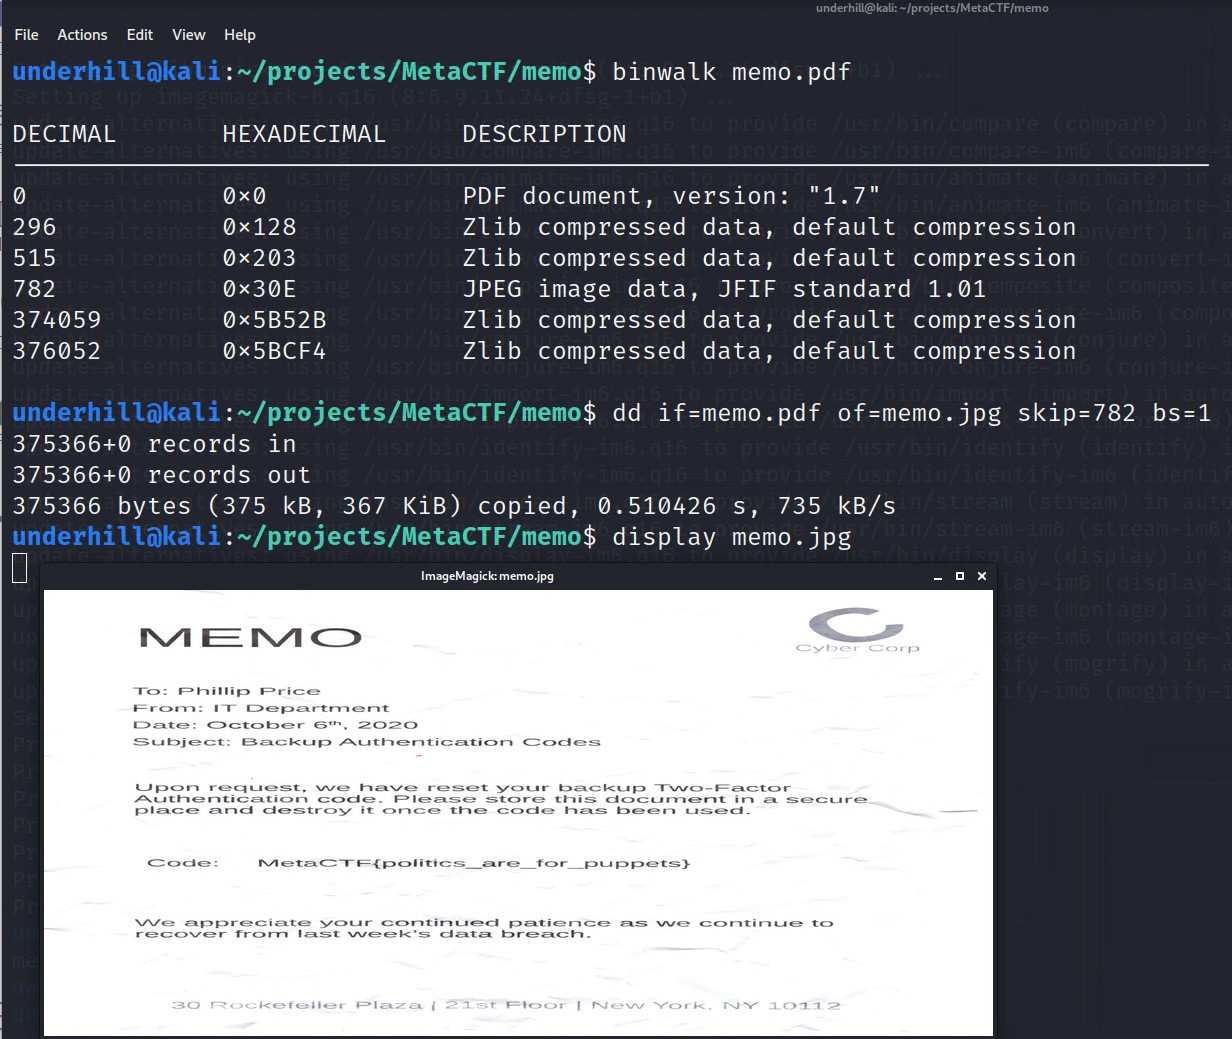 underhill@kali: ~/projects/MetaCTF/memo
File Actions Edit View Help
underhill@kali:~/projects/MetaCTF/memo$ binwalk memo.pdf
DECIMAL HEXADECIMAL DESCRIPTION
0 0×0 PDF document, version: "1.7"
296 0×128 Zlib compressed data, default compression
515 0×203 Zlib compressed data, default compression
782 0×30E JPEG image data, JFIF standard 1.01
374059 0×5B52B Zlib compressed data, default compression
376052 0×5BCF4 Zlib compressed data, default compression
underhill@kali:~/projects/MetaCTF/memo$ dd if=memo.pdf of=memo.jpg skip=782 bs=1
375366+0 records in
375366+0 records out
375366 bytes (375 kB, 367 KiB) copied, 0.510426 s, 735 kB/s
underhill@kali:~/projects/MetaCTF/memo$ display memo.jpg
ImageMagick: memo.jpg
MEMO
Cyber Corp
To: Phillip Price
From: IT Department
Date: October 6th, 2020
Subject: Backup Authentication Codes
Upon request, we have reset your backup Two-Factor
Authentication code. Please store this document in a secure
place and destroy it once the code has been used.
Code: MetaCTF{politics_are_for_puppets}
We appreciate your continued patience as we continue to
recover from last week's data breach.
30 Rockefeller Plaza | 21st Floor | New York, NY 10112